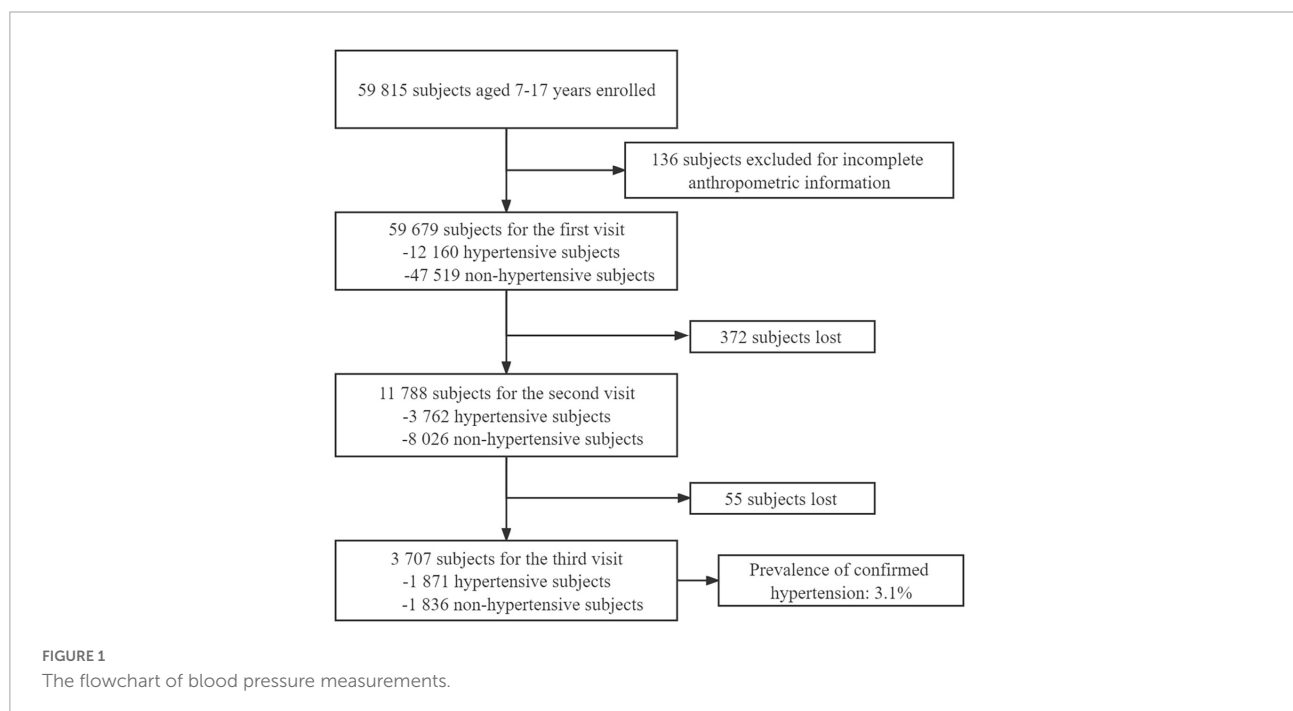 59 815 subjects aged 7-17 years enrolled
136 subjects excluded for incomplete
anthropometric information
59 679 subjects for the first visit
-12 160 hypertensive subjects
-47 519 non-hypertensive subjects
372 subjects lost
11 788 subjects for the second visit
-3 762 hypertensive subjects
-8 026 non-hypertensive subjects
55 subjects lost
3 707 subjects for the third visit
-1 871 hypertensive subjects
-1 836 non-hypertensive subjects
Prevalence of confirmed
hypertension: 3.1%
FIGURE 1
The flowchart of blood pressure measurements.